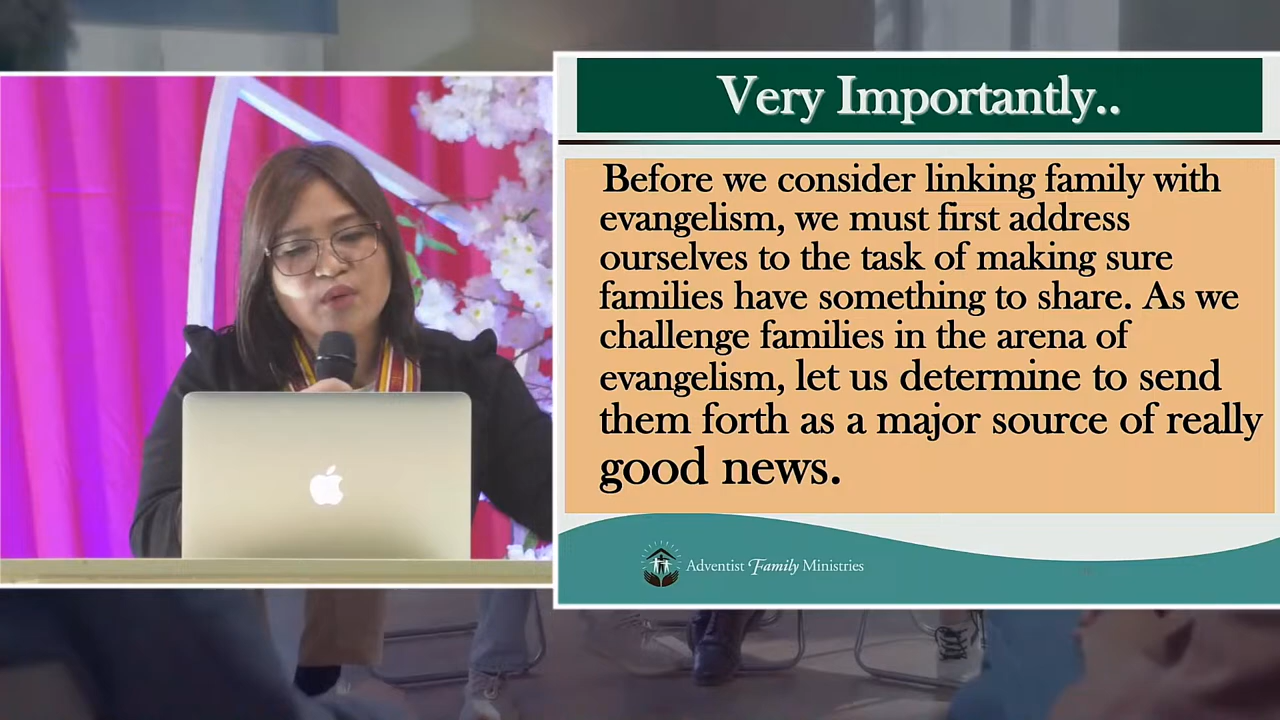 Very Importantly..
Before we consider linking family with
evangelism, we must first address
ourselves to the task of making sure
families have something to share. As we
challenge families in the arena of
evangelism, let us determine to send
them forth as a major source of really
good news.
Adventist Family Ministries